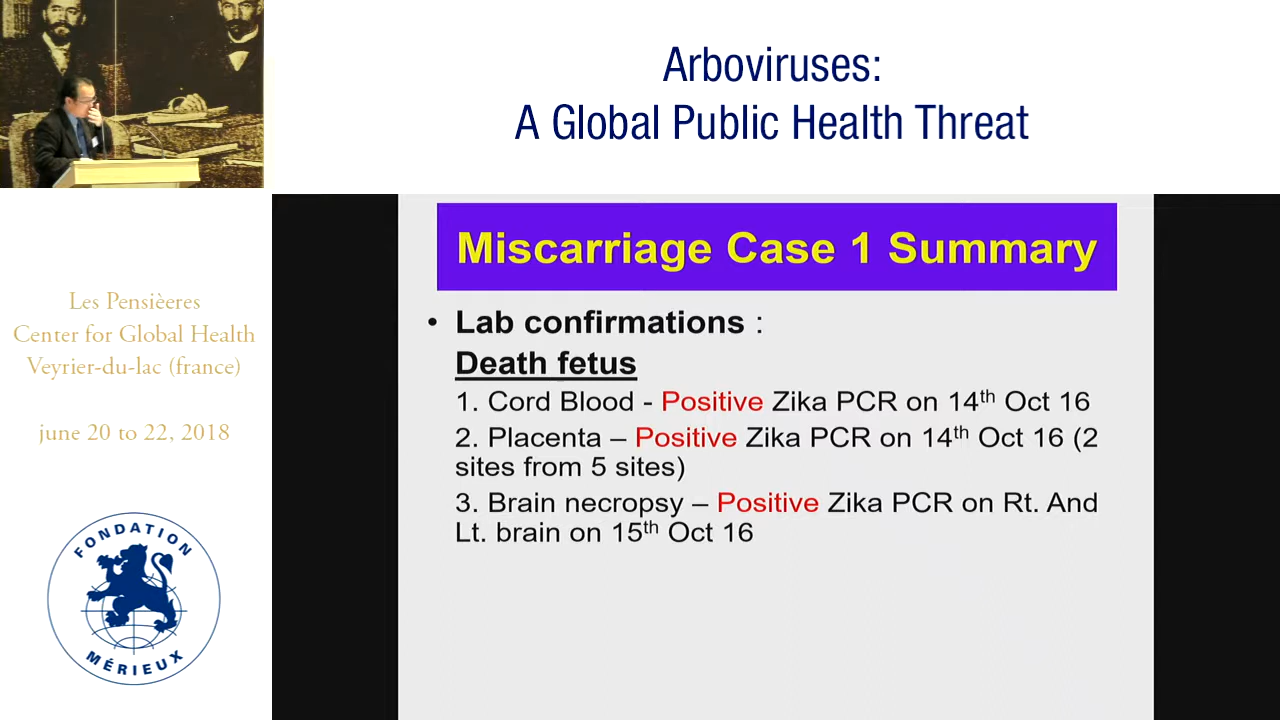 Arboviruses:
A Global Public Health Threat
Les Pensièeres
Center for Global Health
Veyrier-du-lac (france)
june 20 to 22, 2018
FONDATION
MÉRIEUX
Miscarriage Case 1 Summary
• Lab confirmations :
Death fetus
1. Cord Blood - Positive Zika PCR on 14th Oct 16
2. Placenta – Positive Zika PCR on 14th Oct 16 (2
sites from 5 sites)
3. Brain necropsy – Positive Zika PCR on Rt. And
Lt. brain on 15th Oct 16